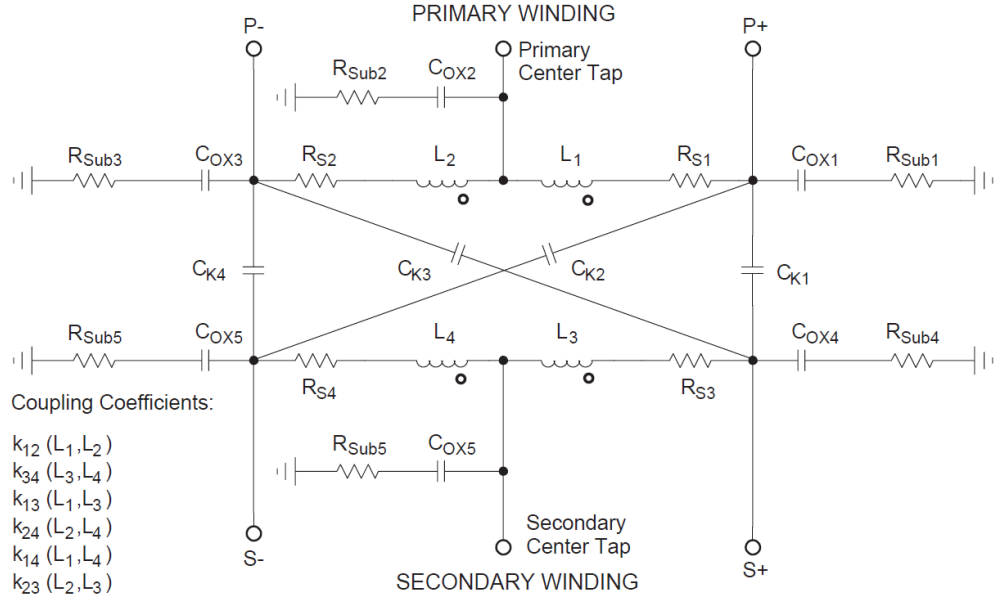 PRIMARY WINDING
P-
P+
Primary
Center Tap
R_Sub2
C_OX2
R_Sub3
C_OX3
R_S2
L_2
L_1
R_S1
C_OX1
R_Sub1
C_K4
C_K3
C_K2
C_K1
R_Sub5
C_OX5
R_S4
L_4
L_3
R_S3
C_OX4
R_Sub4
Coupling Coefficients:
k_12 (L_1,L_2)
k_34 (L_3,L_4)
k_13 (L_1,L_3)
k_24 (L_2,L_4)
k_14 (L_1,L_4)
k_23 (L_2,L_3)
R_Sub5
C_OX5
S-
Secondary
Center Tap
S+
SECONDARY WINDING